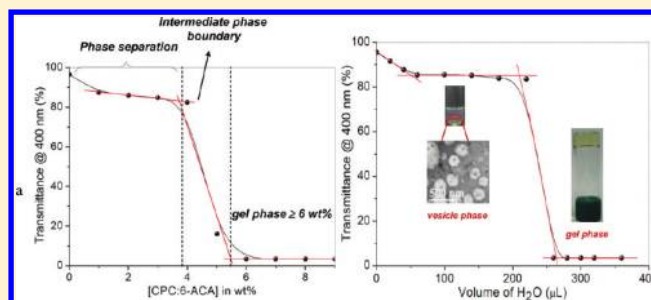 Intermediate phase
boundary
Phase separation
100
80
60
40
20
0
Transmittance @ 400 nm (%)
a
gel phase ≥ 6 wt%
0 2 4 6 8
[CPC:6-ACA] in wt%
100
80
60
40
20
0
Transmittance @ 400 nm (%)
vesicle phase
gel phase
0 100 200 300 400
Volume of H₂O (μL)